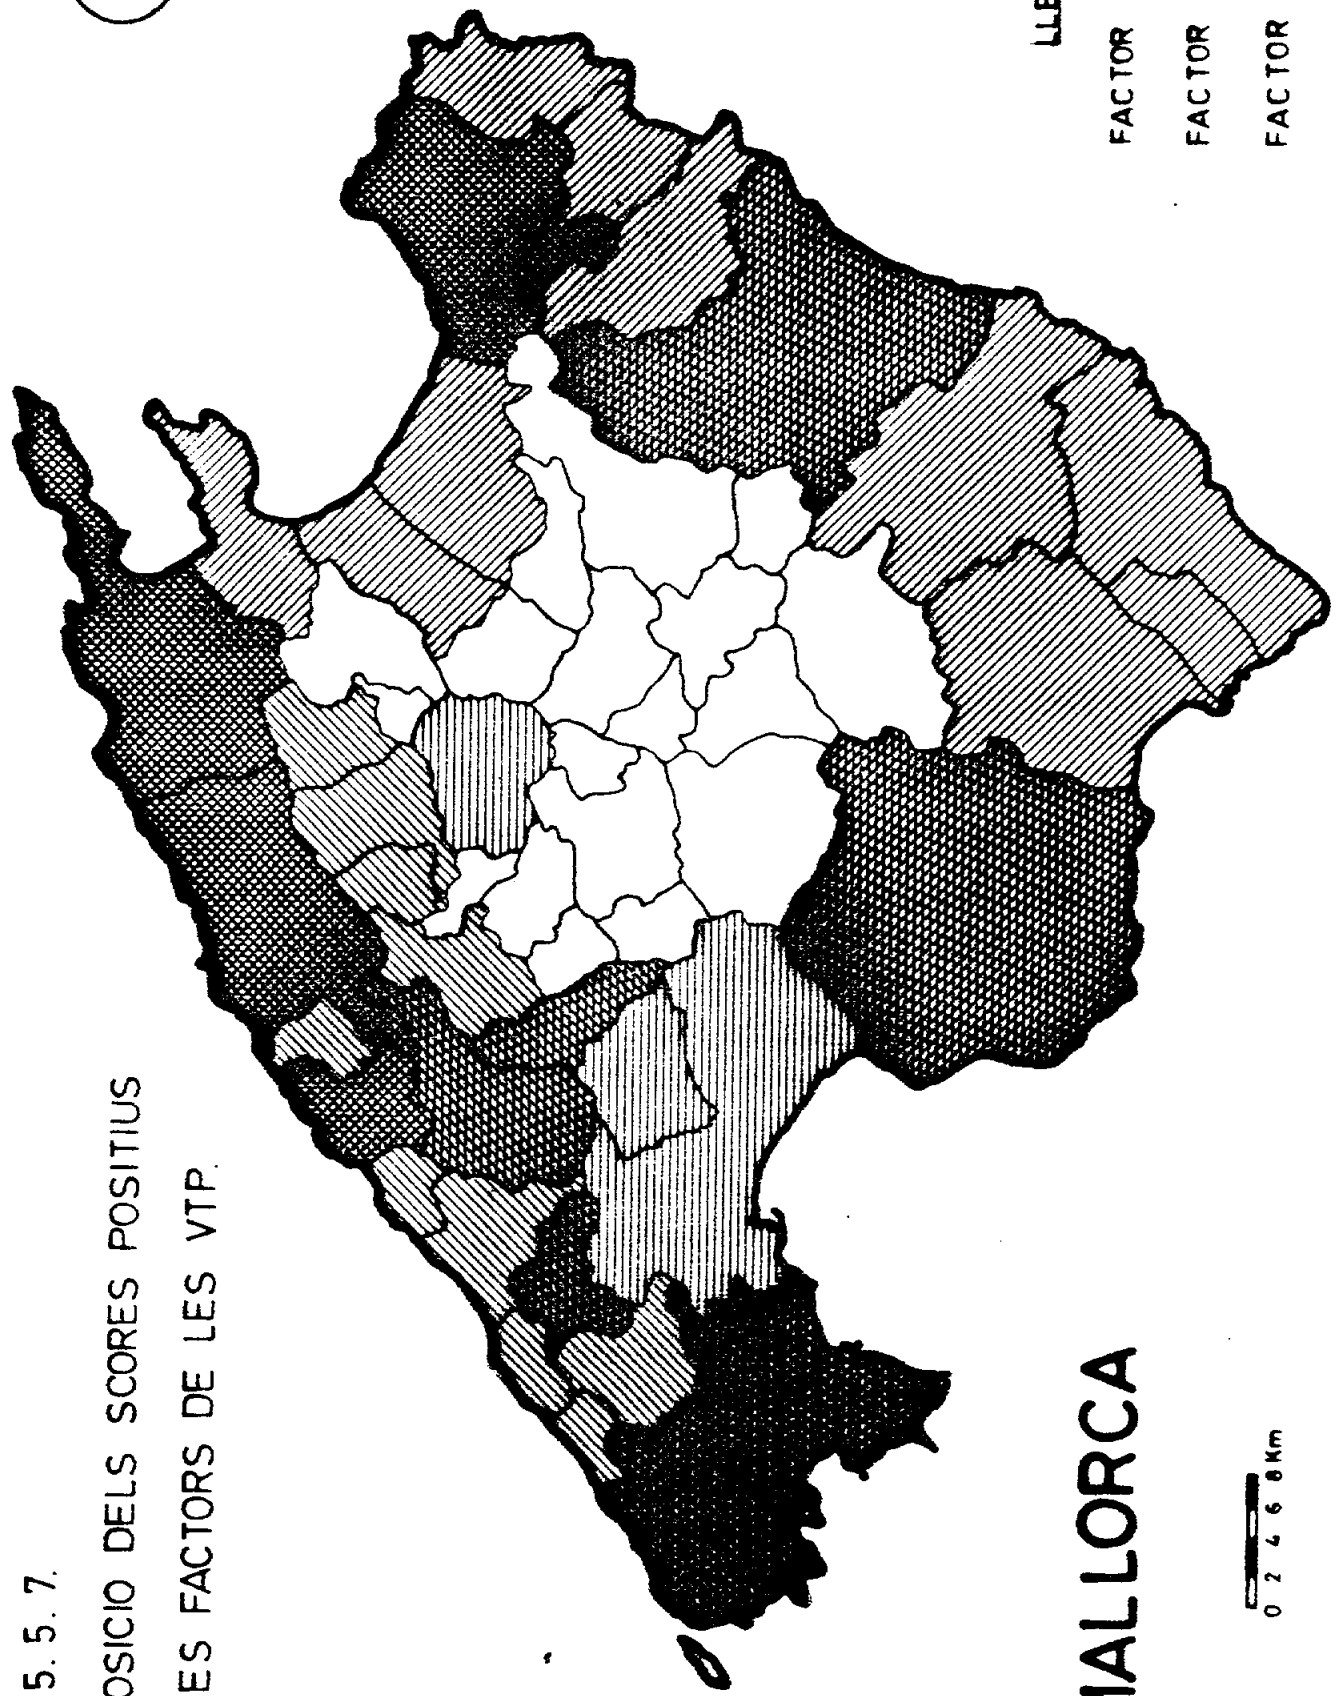 5. 5. 7.
OSICIO DELS SCORES POSITIUS
ES FACTORS DE LES VTP.
LLE
FACTOR
FACTOR
FACTOR
ALLORCA
0 2 4 6 8 Km